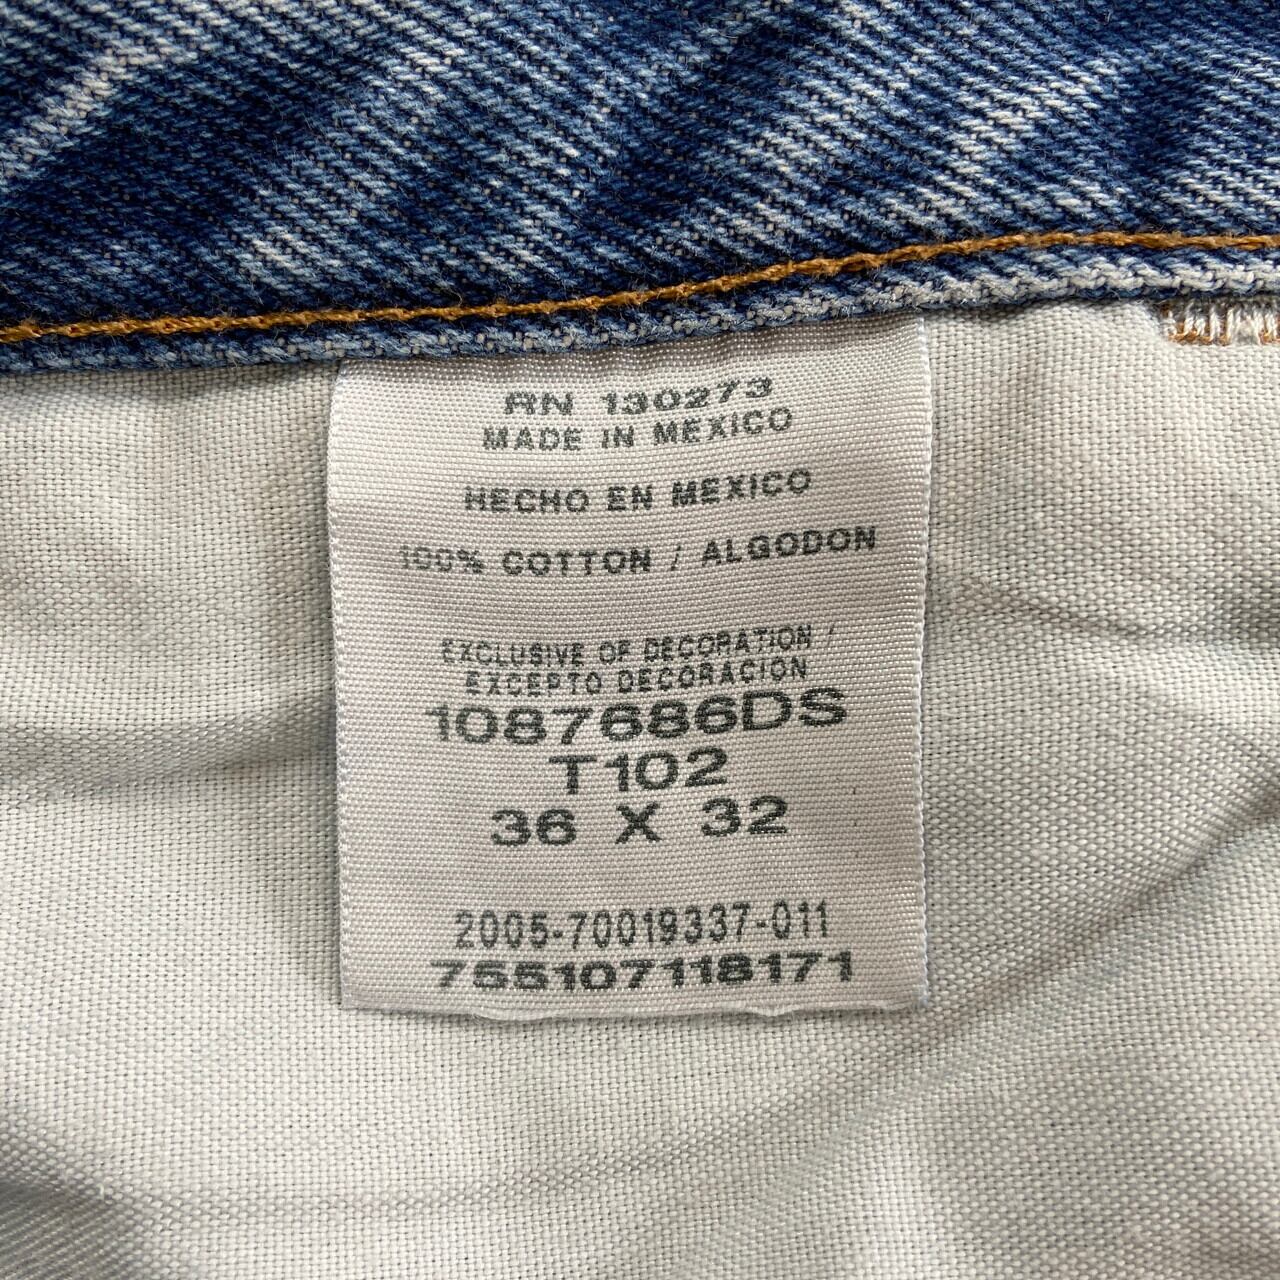 RN 130273
MADE IN MEXICO
HECHO EN MEXICO
100% COTTON / ALGODON
EXCLUSIVE OF DECORATION /
EXCEPTO DECORACION
1087686DS
T102
36 X 32
2005-70019337-011
755107118171